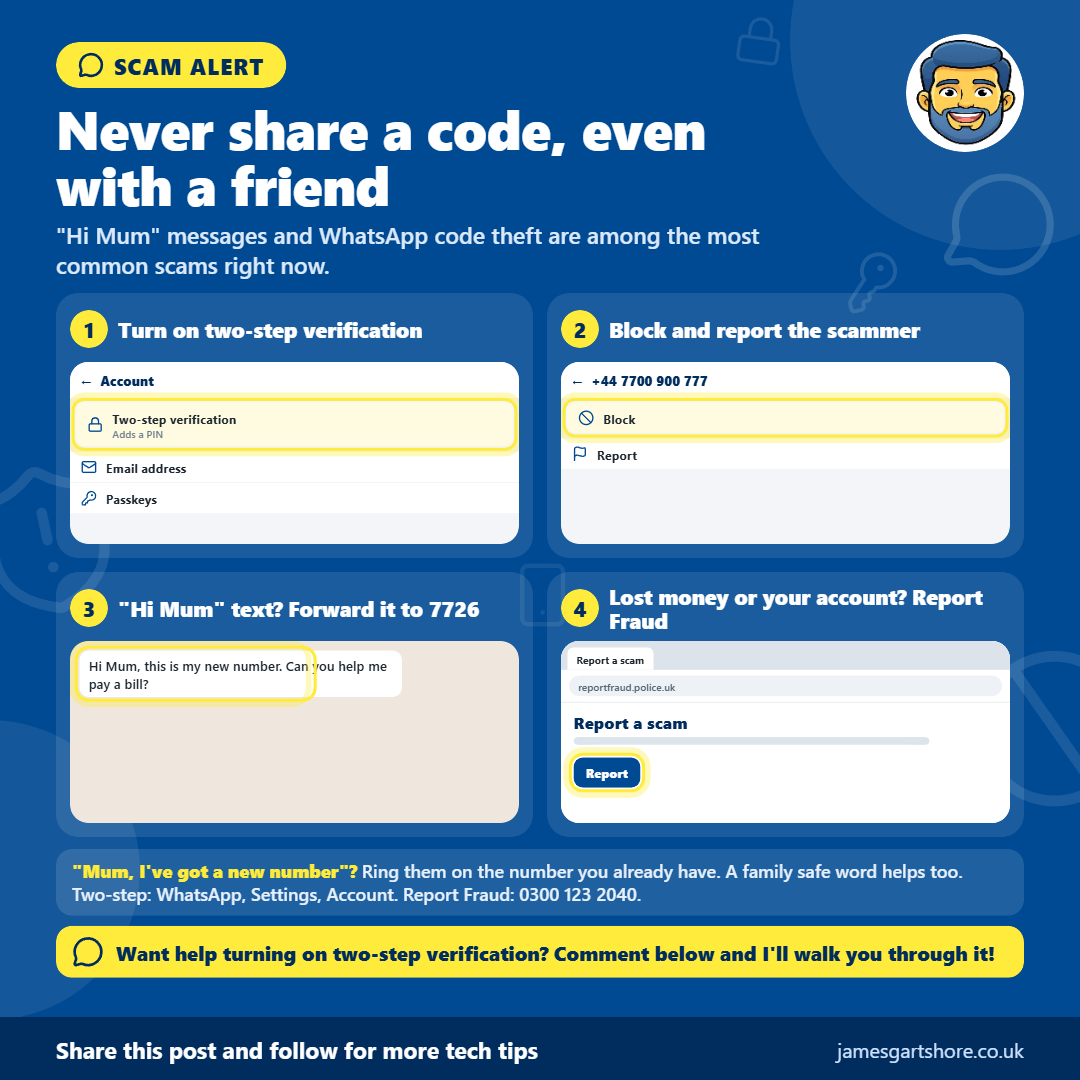 SCAM ALERT
Never share a code, even
with a friend
"Hi Mum" messages and WhatsApp code theft are among the most
common scams right now.
1 Turn on two-step verification
← Account
Two-step verification
Adds a PIN
Email address
Passkeys
2 Block and report the scammer
← +44 7700 900 777
Block
Report
3 "Hi Mum" text? Forward it to 7726
Hi Mum, this is my new number. Can you help me
pay a bill?
4 Lost money or your account? Report
Fraud
Report a scam
reportfraud.police.uk
Report a scam
Report
"Mum, I've got a new number"? Ring them on the number you already have. A family safe word helps too.
Two-step: WhatsApp, Settings, Account. Report Fraud: 0300 123 2040.
Want help turning on two-step verification? Comment below and I'll walk you through it!
Share this post and follow for more tech tips
jamesgartshore.co.uk